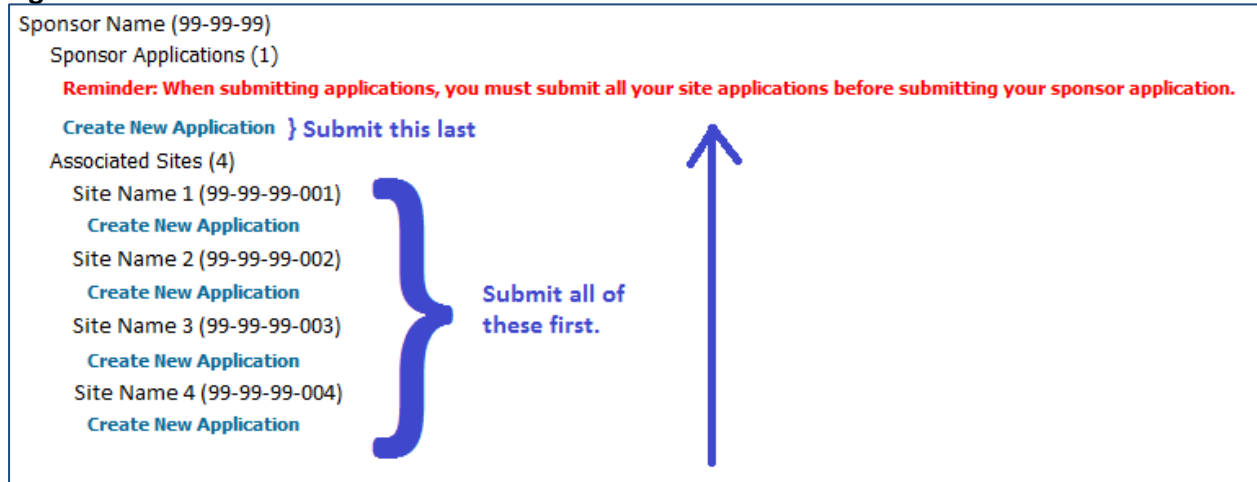 Sponsor Name (99-99-99)
Sponsor Applications (1)
Reminder: When submitting applications, you must submit all your site applications before submitting your sponsor application.
Create New Application } Submit this last
Associated Sites (4)
Site Name 1 (99-99-99-001)
Create New Application
Site Name 2 (99-99-99-002)
Create New Application
Site Name 3 (99-99-99-003)
Create New Application
Site Name 4 (99-99-99-004)
Create New Application
Submit all of
these first.